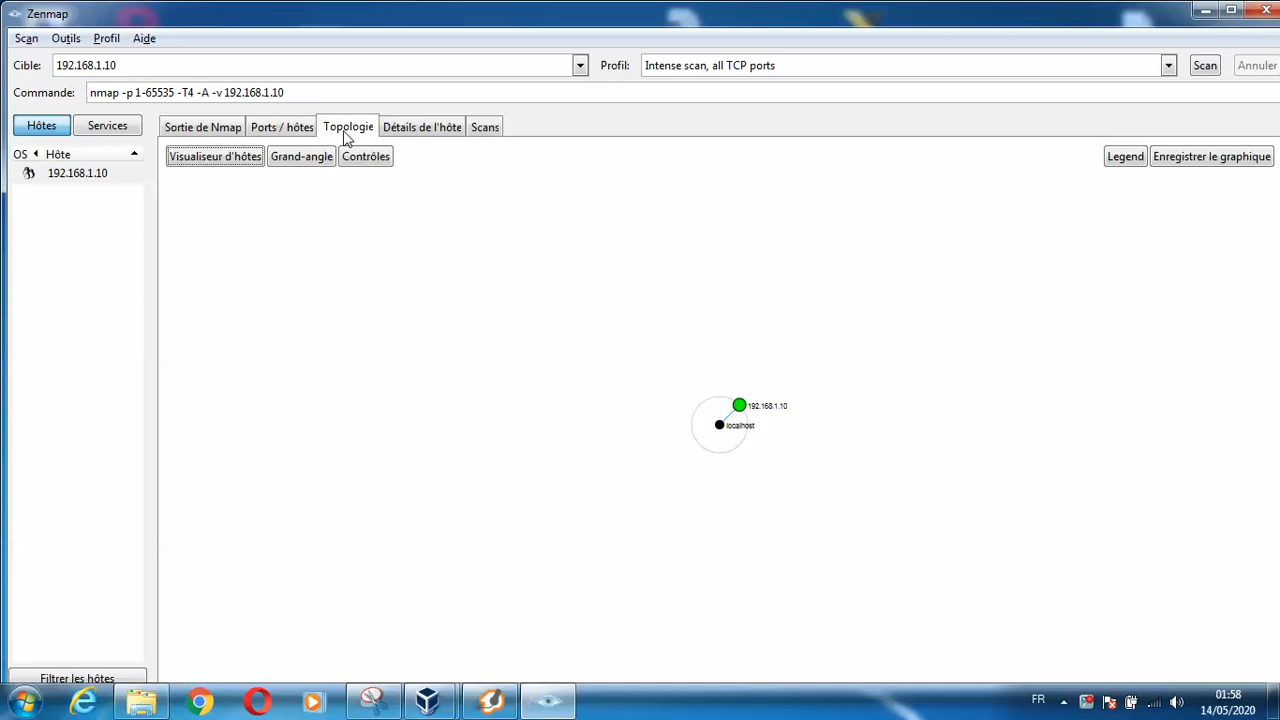 Zenmap
Scan Outils Profil Aide
Cible: 192.168.1.10 Profil: Intense scan, all TCP ports Scan Annuler
Commande: nmap -p 1-65535 -T4 -A -v 192.168.1.10
Hôtes Services Sortie de Nmap Ports / hôtes Topologie Détails de l'hôte Scans
OS Hôte Visualiseur d'hôtes Grand-angle Contrôles Legend Enregistrer le graphique
192.168.1.10
192.168.1.10
localhost
Filtrer les hôtes
FR 01:58
14/05/2020